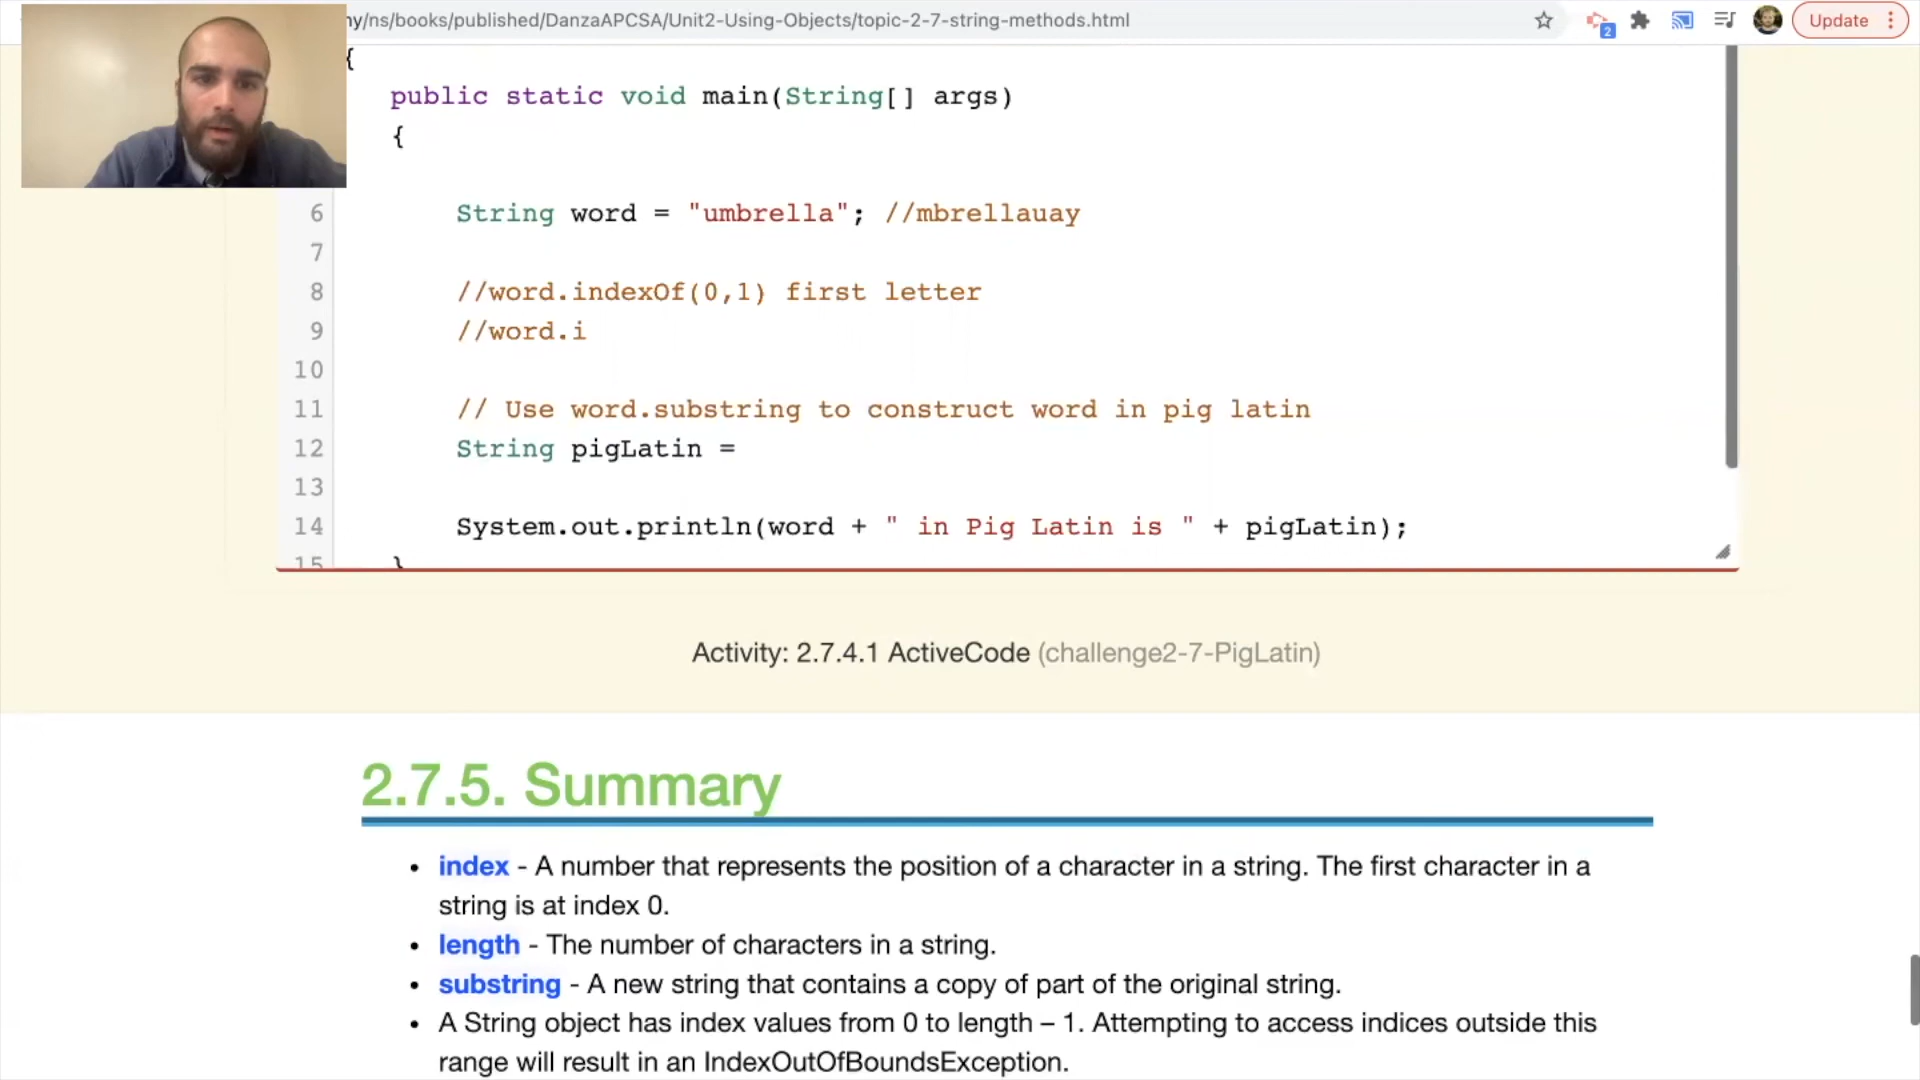 ny/ns/books/published/DanzaAPCSA/Unit2-Using-Objects/topic-2-7-string-methods.html
2
Update
{
public static void main(String[] args)
{
6 String word = "umbrella"; //mbrellauay
7
8 //word.indexOf(0,1) first letter
9 //word.i
10
11 // Use word.substring to construct word in pig latin
12 String pigLatin =
13
14 System.out.println(word + " in Pig Latin is " + pigLatin);
15 }
Activity: 2.7.4.1 ActiveCode (challenge2-7-PigLatin)
2.7.5. Summary
• index - A number that represents the position of a character in a string. The first character in a
string is at index 0.
• length - The number of characters in a string.
• substring - A new string that contains a copy of part of the original string.
• A String object has index values from 0 to length – 1. Attempting to access indices outside this
range will result in an IndexOutOfBoundsException.